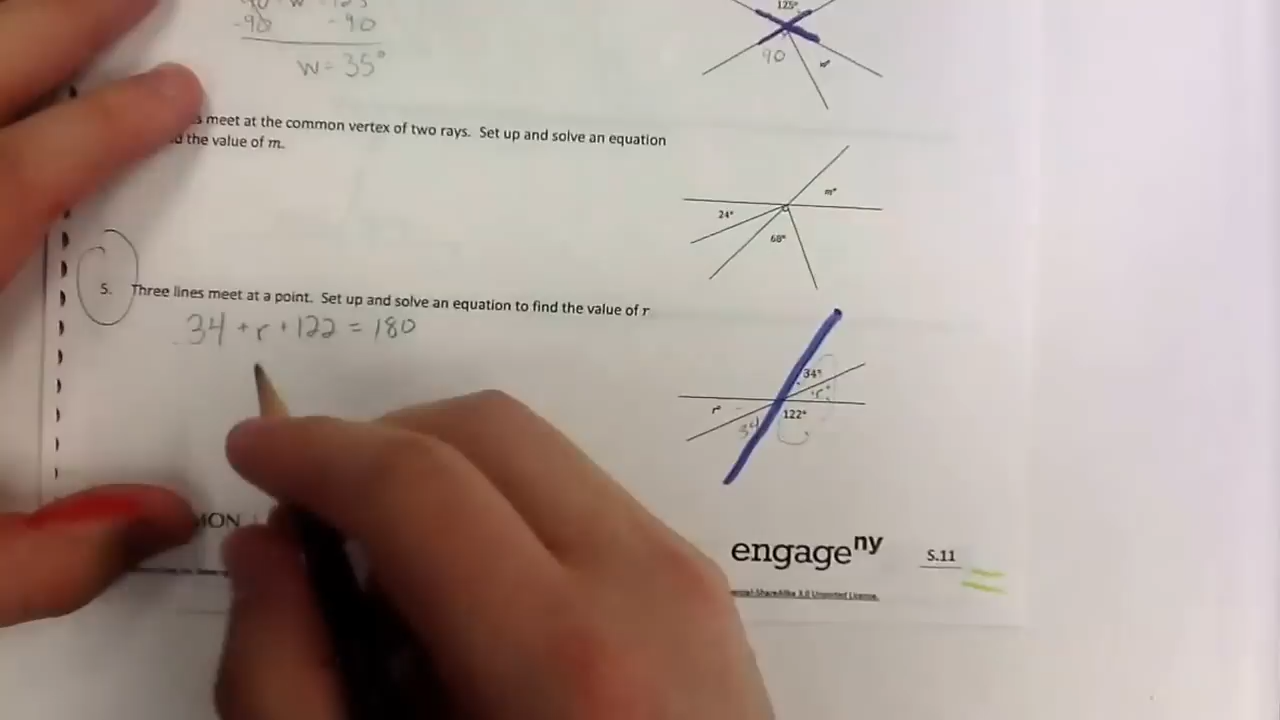 -90 -90
w = 35°
125°
90
w°
meet at the common vertex of two rays. Set up and solve an equation
the value of m.
m°
24°
68°
5. Three lines meet at a point. Set up and solve an equation to find the value of r
34 + r + 122 = 180
34°
r°
r°
122°
34
MON
engageny
S.11